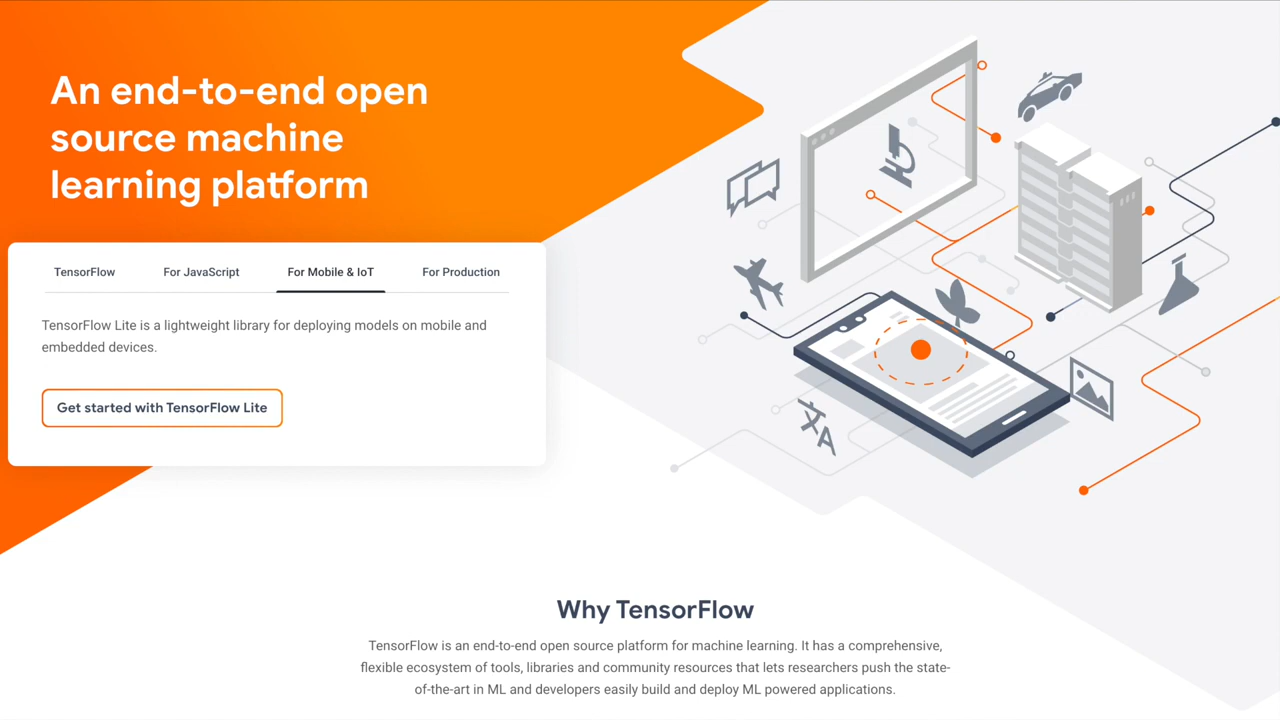 An end-to-end open
source machine
learning platform
TensorFlow For JavaScript For Mobile & IoT For Production
TensorFlow Lite is a lightweight library for deploying models on mobile and
embedded devices.
Get started with TensorFlow Lite
文A
Why TensorFlow
TensorFlow is an end-to-end open source platform for machine learning. It has a comprehensive,
flexible ecosystem of tools, libraries and community resources that lets researchers push the state-
of-the-art in ML and developers easily build and deploy ML powered applications.